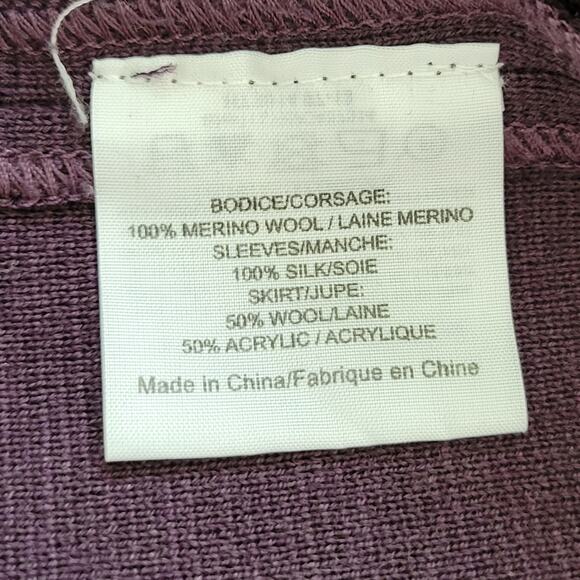 BODICE/CORSAGE:
100% MERINO WOOL / LAINE MERINO
SLEEVES/MANCHE:
100% SILK/SOIE
SKIRT/JUPE:
50% WOOL/LAINE
50% ACRYLIC / ACRYLIQUE
Made in China/Fabrique en Chine